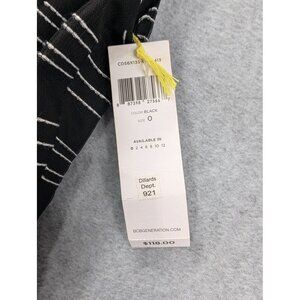 COLOR BLACK
SIZE 0
AVAILABLE IN
0 2 4 6 8 10 12
Dillards
Dept.
921
BCBGENERATION.COM
$118.00